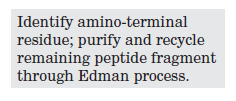 Identify amino-terminal
residue; purify and recycle
remaining peptide fragment
through Edman process.